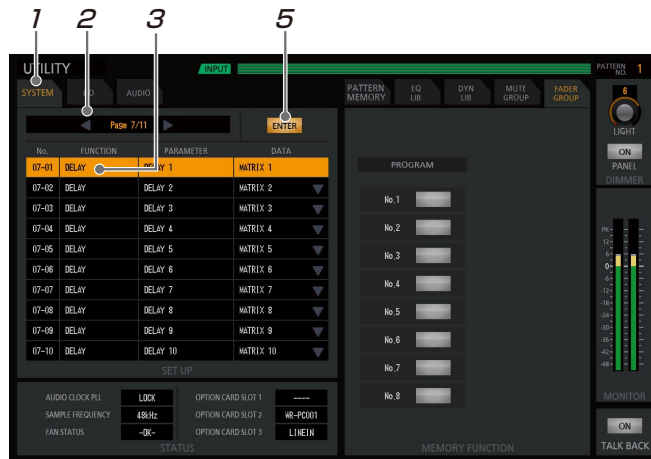 1 2 3 5
UTILITY INPUT PATTERN NO. 1
SYSTEM AUDIO
PATTERN MEMORY EQ LIB DYN LIB MUTE GROUP FADER GROUP
Page 7/11 ENTER
No. FUNCTION PARAMETER DATA
07-01 DELAY DELAY 1 MATRIX 1
07-02 DELAY DELAY 2 MATRIX 2
07-03 DELAY DELAY 3 MATRIX 3
07-04 DELAY DELAY 4 MATRIX 4
07-05 DELAY DELAY 5 MATRIX 5
07-06 DELAY DELAY 6 MATRIX 6
07-07 DELAY DELAY 7 MATRIX 7
07-08 DELAY DELAY 8 MATRIX 8
07-09 DELAY DELAY 9 MATRIX 9
07-10 DELAY DELAY 10 MATRIX 10
SET UP
AUDIO CLOCK PLL LOCK OPTION CARD SLOT 1 ----
SAMPLE FREQUENCY 48kHz OPTION CARD SLOT 2 WR-PC001
FAN STATUS -OK- OPTION CARD SLOT 3 LINEIN
STATUS
PROGRAM
No.1
No.2
No.3
No.4
No.5
No.6
No.7
No.8
MEMORY FUNCTION
6
LIGHT
ON
PANEL
DIMMER
PK
12
6
0
-6
-12
-18
-24
-30
-36
-42
-48
MONITOR
ON
TALK BACK